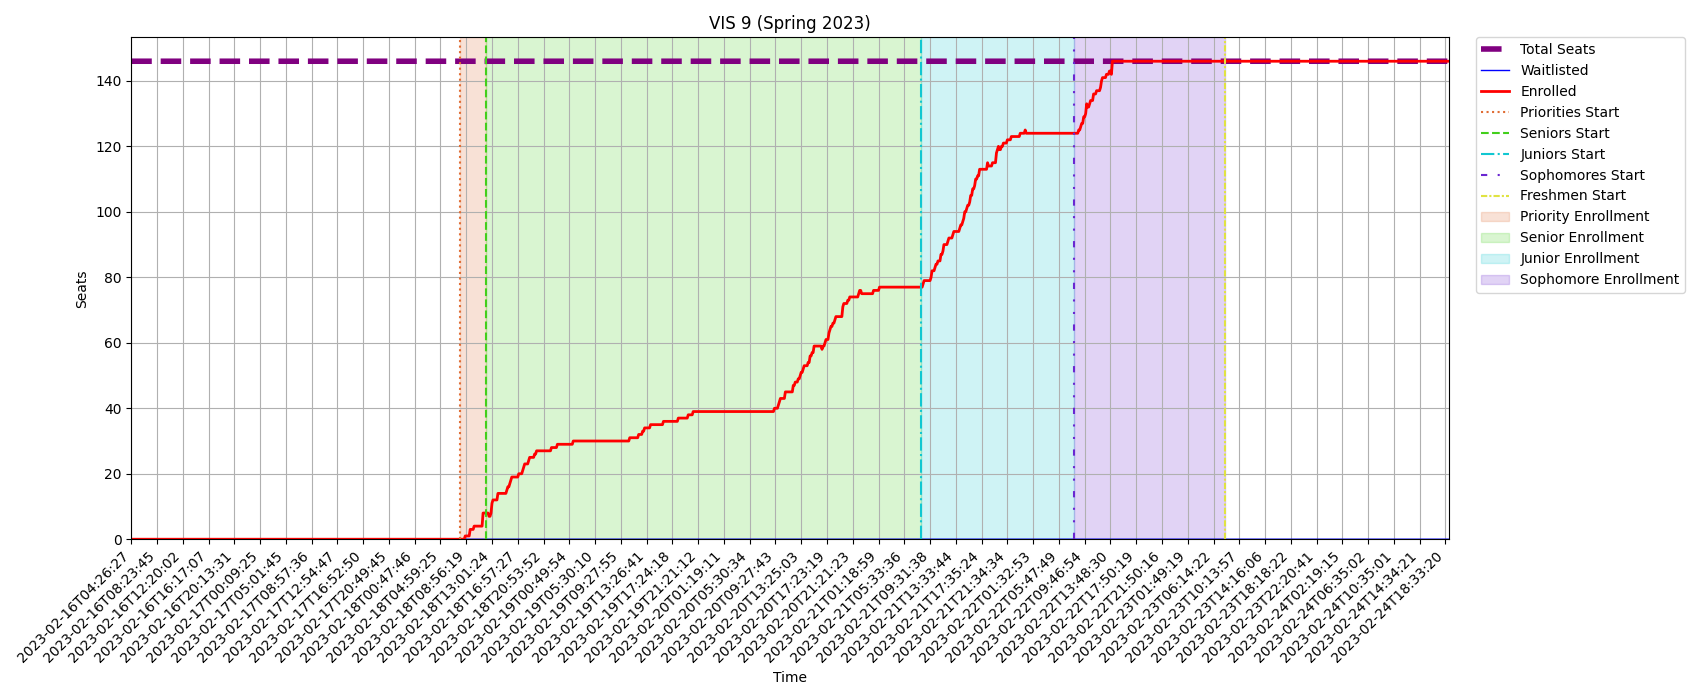 VIS 9 (Spring 2023)
Seats
140
120
100
80
60
40
20
0
2023-02-16T04:26:27
2023-02-16T08:23:45
2023-02-16T12:20:02
2023-02-16T16:17:07
2023-02-16T20:13:31
2023-02-17T00:09:25
2023-02-17T05:01:45
2023-02-17T08:57:36
2023-02-17T12:54:47
2023-02-17T16:52:50
2023-02-17T20:49:45
2023-02-18T00:47:46
2023-02-18T04:59:25
2023-02-18T08:56:19
2023-02-18T13:01:24
2023-02-18T16:57:27
2023-02-18T20:53:52
2023-02-19T00:49:54
2023-02-19T05:30:10
2023-02-19T09:27:55
2023-02-19T13:26:41
2023-02-19T17:24:18
2023-02-19T21:21:12
2023-02-20T01:19:11
2023-02-20T05:30:34
2023-02-20T09:27:43
2023-02-20T13:25:03
2023-02-20T17:23:19
2023-02-20T21:21:23
2023-02-21T01:18:59
2023-02-21T05:33:36
2023-02-21T09:31:38
2023-02-21T13:33:44
2023-02-21T17:35:24
2023-02-21T21:34:34
2023-02-22T01:32:53
2023-02-22T05:47:49
2023-02-22T09:46:54
2023-02-22T13:48:30
2023-02-22T17:50:19
2023-02-22T21:50:16
2023-02-23T01:49:19
2023-02-23T06:14:22
2023-02-23T10:13:57
2023-02-23T14:16:06
2023-02-23T18:18:22
2023-02-23T22:20:41
2023-02-24T02:19:15
2023-02-24T06:35:02
2023-02-24T10:35:01
2023-02-24T14:34:21
2023-02-24T18:33:20
Time
Total Seats
Waitlisted
Enrolled
Priorities Start
Seniors Start
Juniors Start
Sophomores Start
Freshmen Start
Priority Enrollment
Senior Enrollment
Junior Enrollment
Sophomore Enrollment